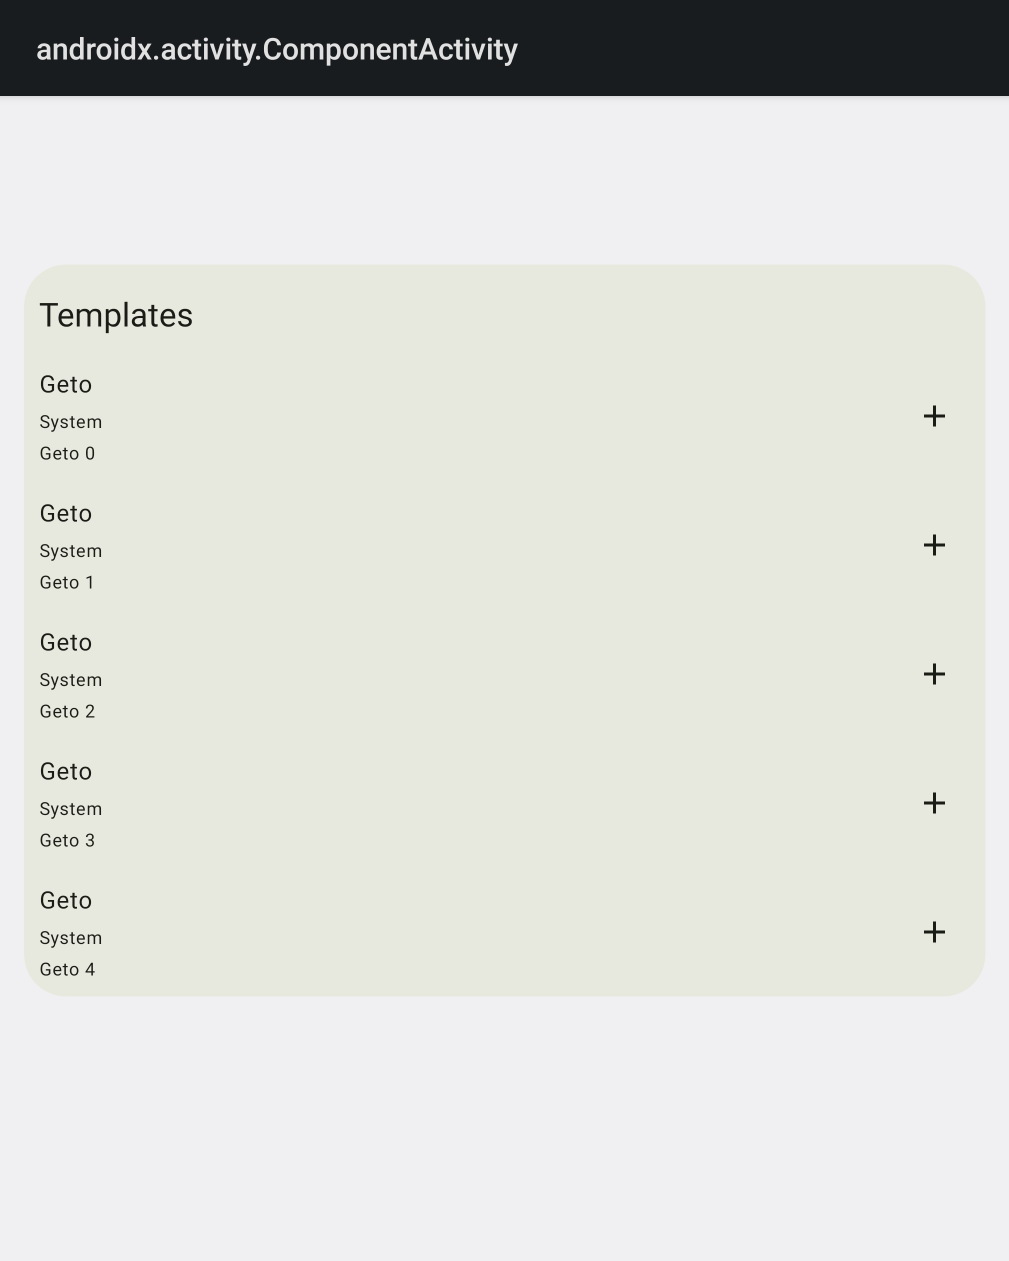 androidx.activity.ComponentActivity
Templates
Geto
System
Geto 0
Geto
System
Geto 1
Geto
System
Geto 2
Geto
System
Geto 3
Geto
System
Geto 4